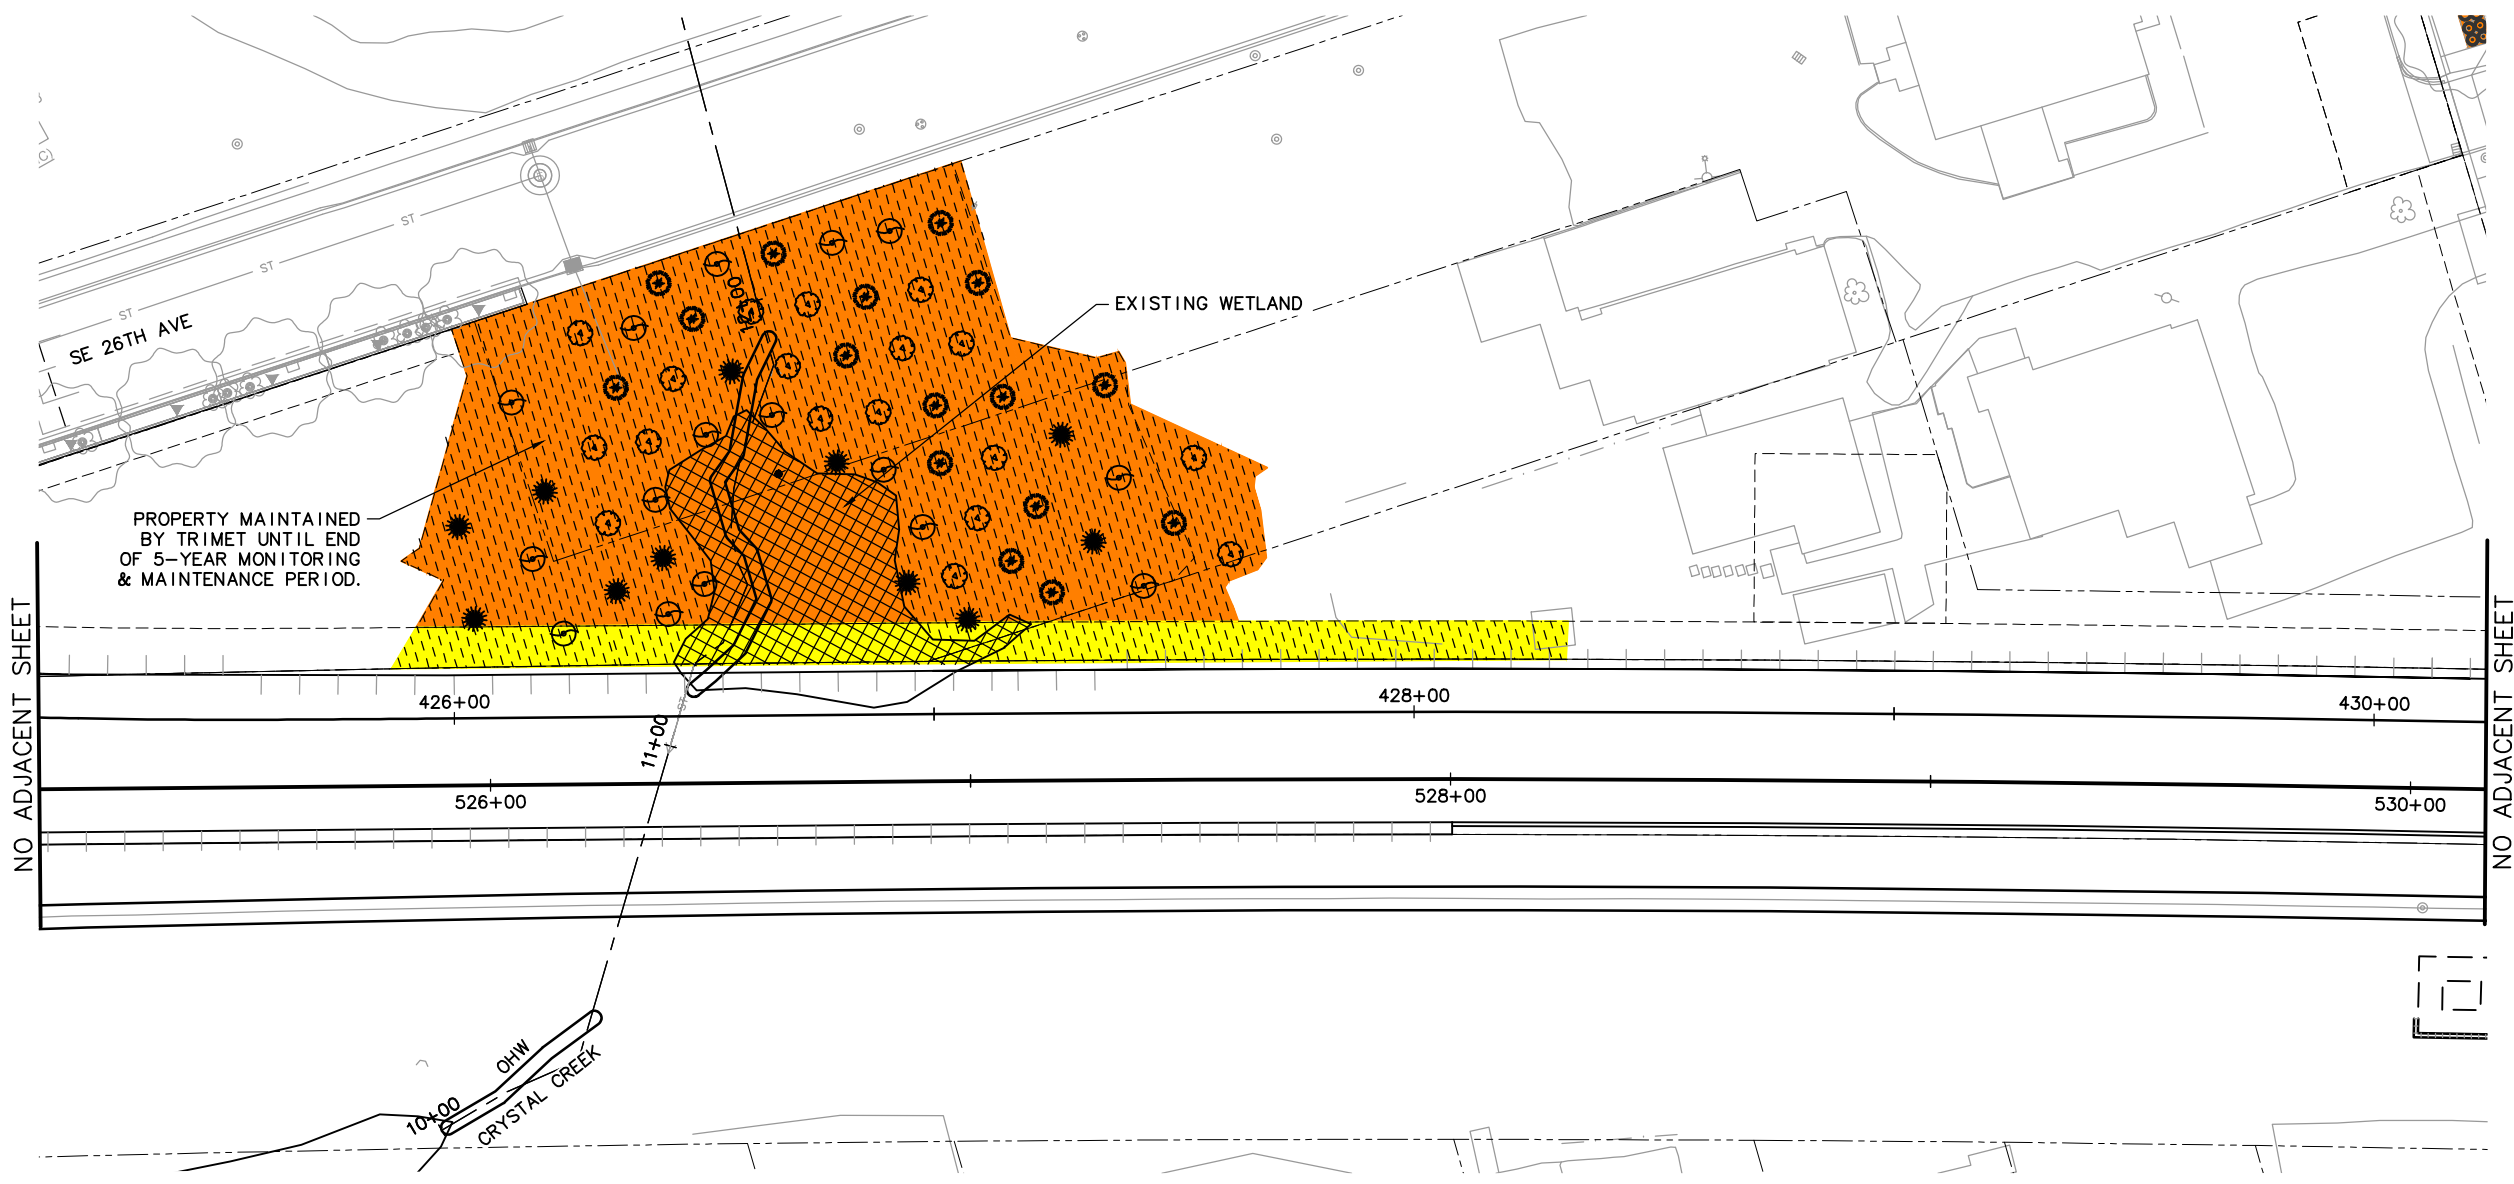 ST
ST
ST
SE 26TH AVE
12+00
EXISTING WETLAND
PROPERTY MAINTAINED
BY TRIMET UNTIL END
OF 5-YEAR MONITORING
& MAINTENANCE PERIOD.
NO ADJACENT SHEET
NO ADJACENT SHEET
426+00
428+00
430+00
ST
11+00
526+00
528+00
530+00
OHW
10+00
CRYSTAL CREEK